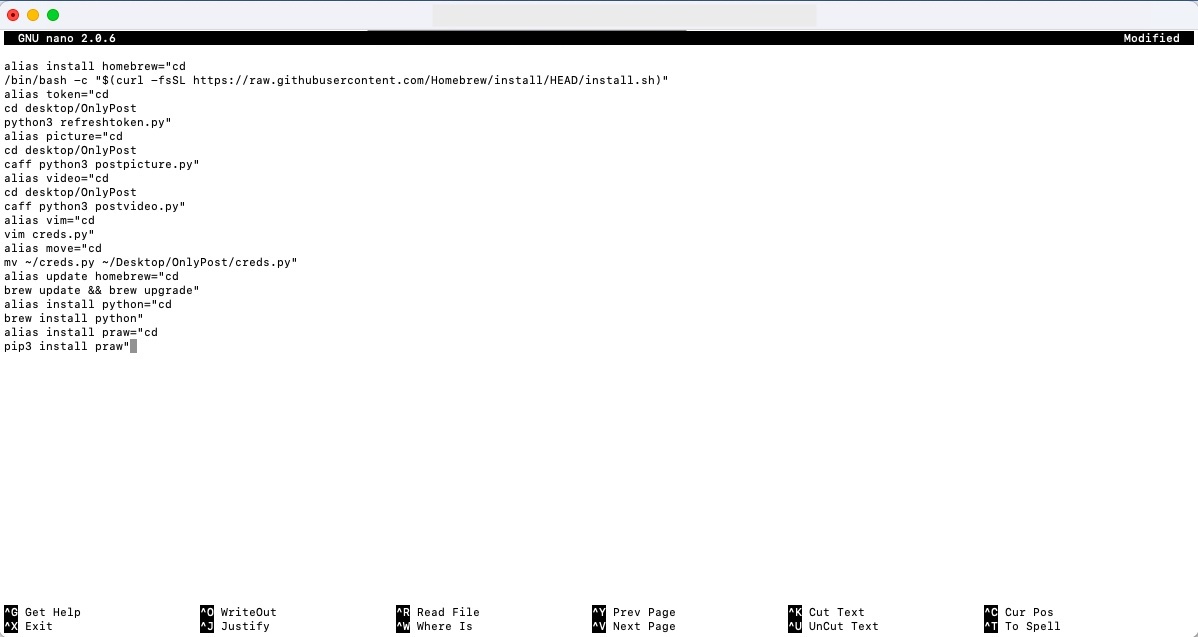 GNU nano 2.0.6 Modified
alias install homebrew="cd
/bin/bash -c "$(curl -fsSL https://raw.githubusercontent.com/Homebrew/install/HEAD/install.sh)"
alias token="cd
cd desktop/OnlyPost
python3 refreshtoken.py"
alias picture="cd
cd desktop/OnlyPost
caff python3 postpicture.py"
alias video="cd
cd desktop/OnlyPost
caff python3 postvideo.py"
alias vim="cd
vim creds.py"
alias move="cd
mv ~/creds.py ~/Desktop/OnlyPost/creds.py"
alias update homebrew="cd
brew update && brew upgrade"
alias install python="cd
brew install python"
alias install praw="cd
pip3 install praw"
^G Get Help ^O WriteOut ^R Read File ^Y Prev Page ^K Cut Text ^C Cur Pos
^X Exit ^J Justify ^W Where Is ^V Next Page ^U UnCut Text ^T To Spell